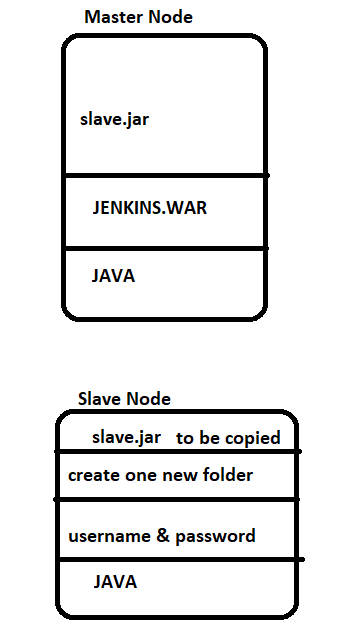 Master Node
slave.jar
JENKINS.WAR
JAVA
Slave Node
slave.jar to be copied
create one new folder
username & password
JAVA